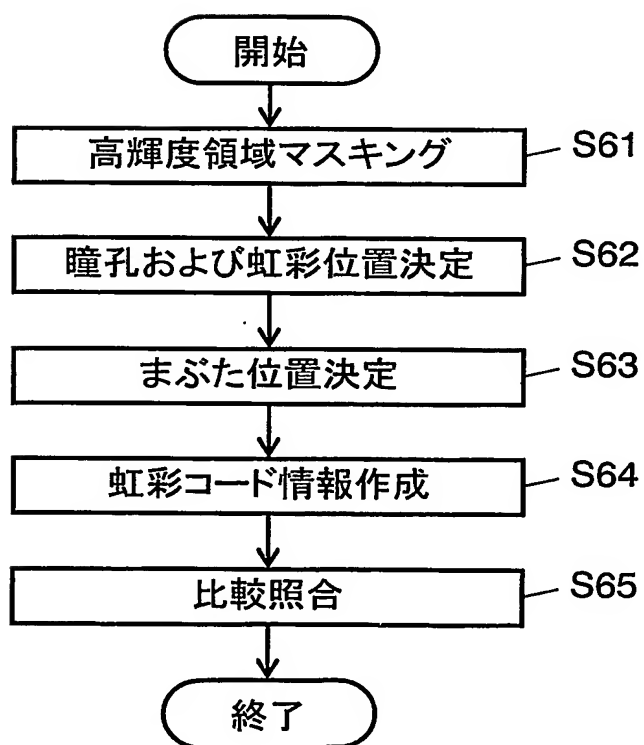 開始
高輝度領域マスキング S61
瞳孔および虹彩位置決定 S62
まぶた位置決定 S63
虹彩コード情報作成 S64
比較照合 S65
終了